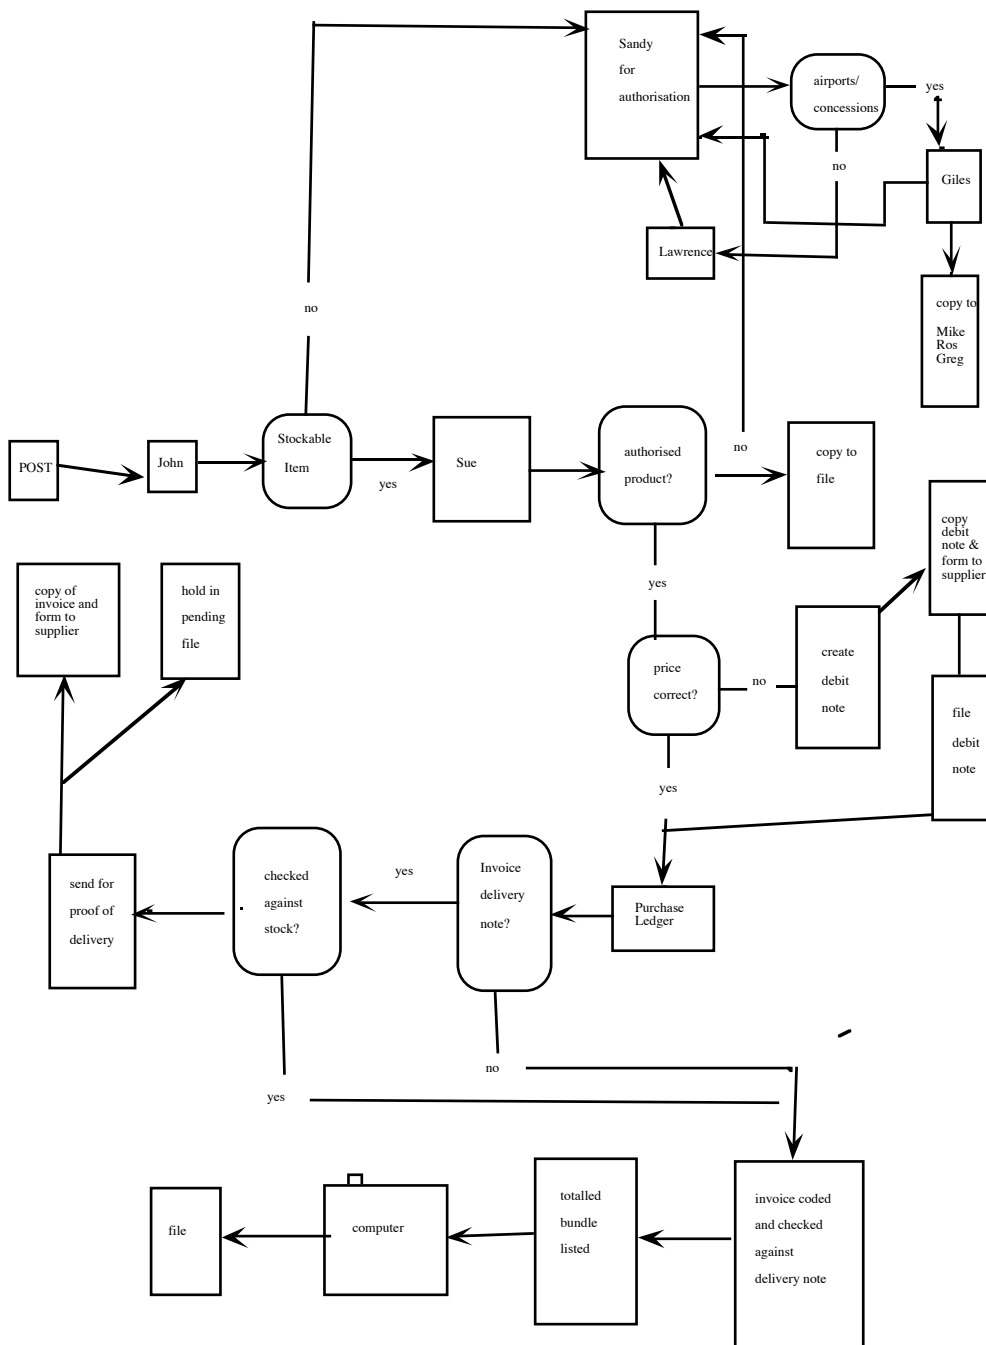 Sandy
for
authorisation
airports/
concessions
yes
no
Giles
Lawrence
copy to
Mike
Ros
Greg
no
POST
John
Stockable
Item
yes
Sue
authorised
product?
no
copy to
file
yes
copy
debit
note &
form to
supplier
copy of
invoice and
form to
supplier
hold in
pending
file
price
correct?
no
create
debit
note
file
debit
note
yes
send for
proof of
delivery
checked
against
stock?
yes
Invoice
delivery
note?
Purchase
Ledger
no
yes
file
computer
totalled
bundle
listed
invoice coded
and checked
against
delivery note